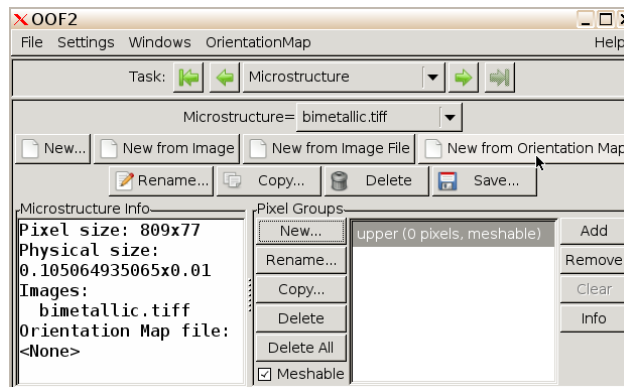 OOF2
File Settings Windows OrientationMap Help
Task: Microstructure
Microstructure= bimetallic.tiff
New... New from Image New from Image File New from Orientation Map
Rename... Copy... Delete Save...
Microstructure Info
Pixel size: 809x77
Physical size:
0.105064935065x0.01
Images:
bimetallic.tiff
Orientation Map file:
<None>
Pixel Groups
New...
Rename...
Copy...
Delete
Delete All
Meshable
upper (0 pixels, meshable)
Add
Remove
Clear
Info